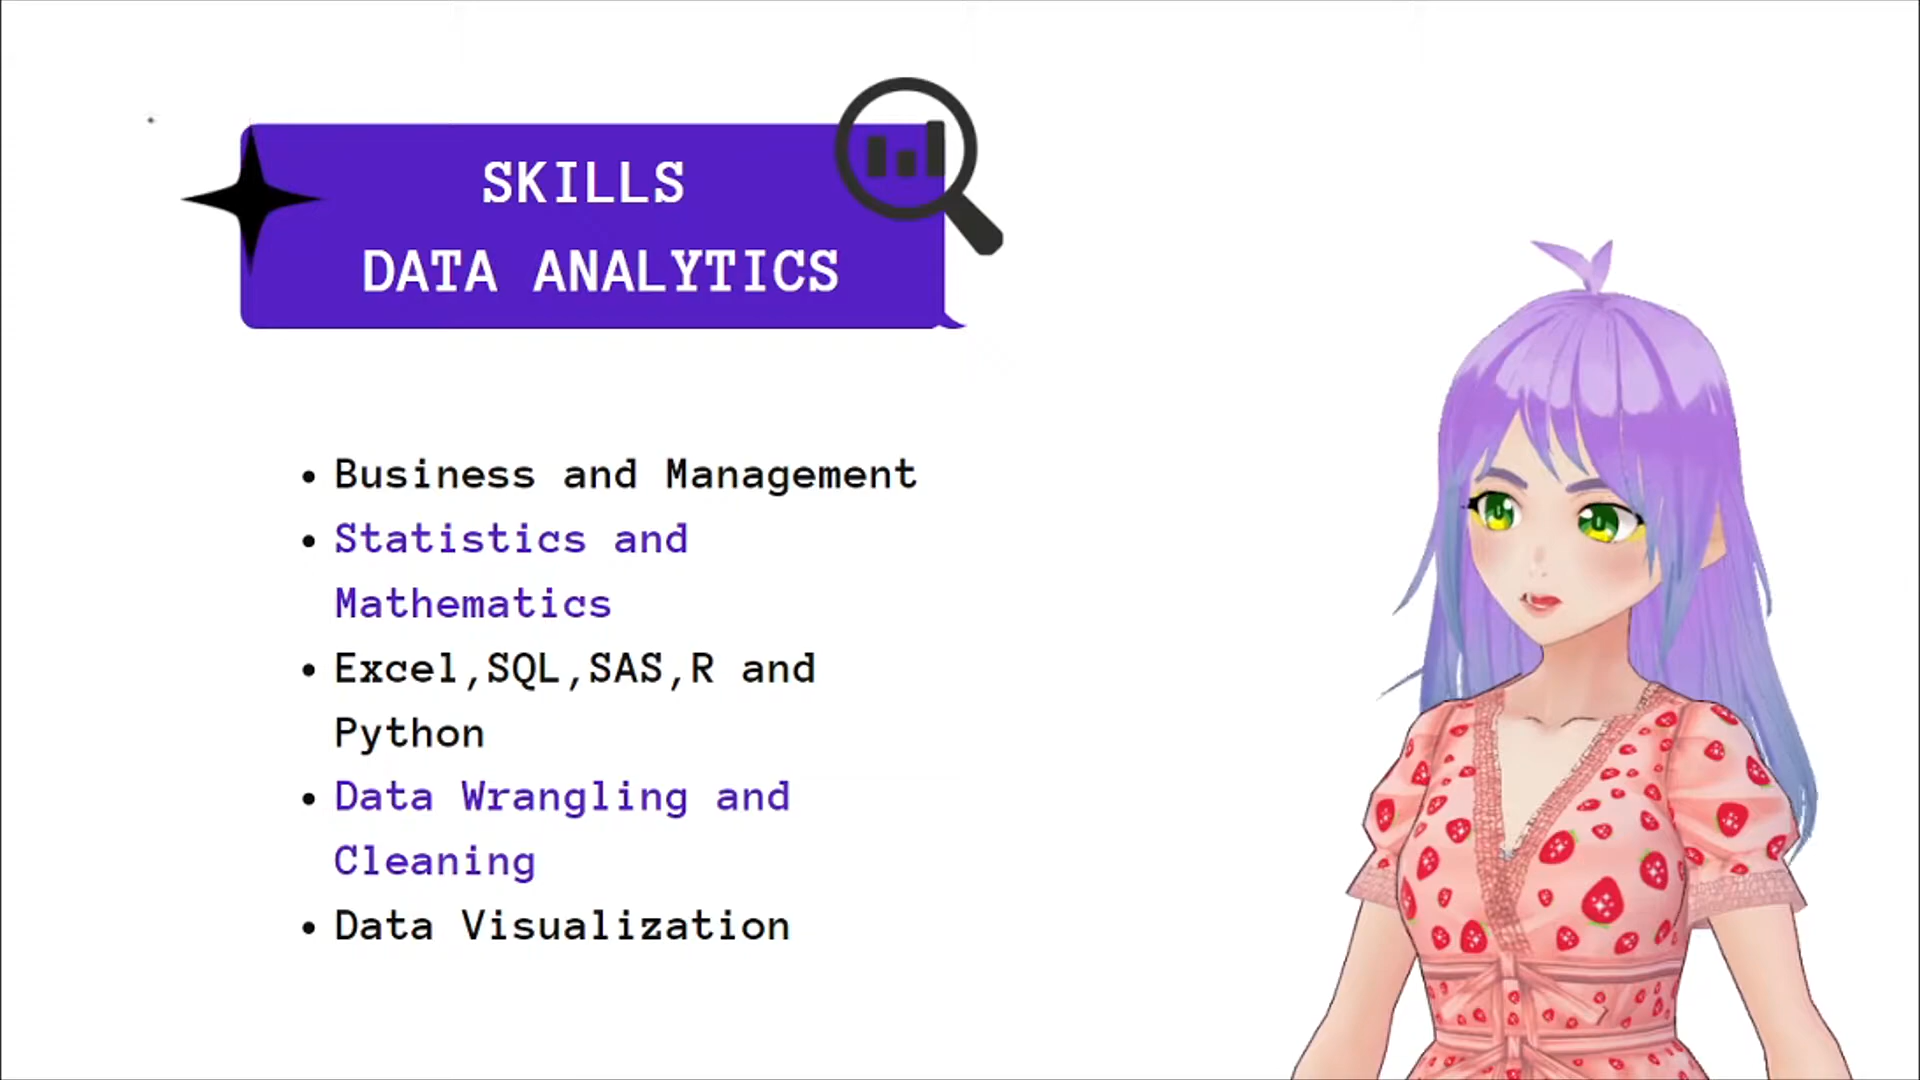 SKILLS
DATA ANALYTICS
• Business and Management
• Statistics and
Mathematics
• Excel,SQL,SAS,R and
Python
• Data Wrangling and
Cleaning
• Data Visualization